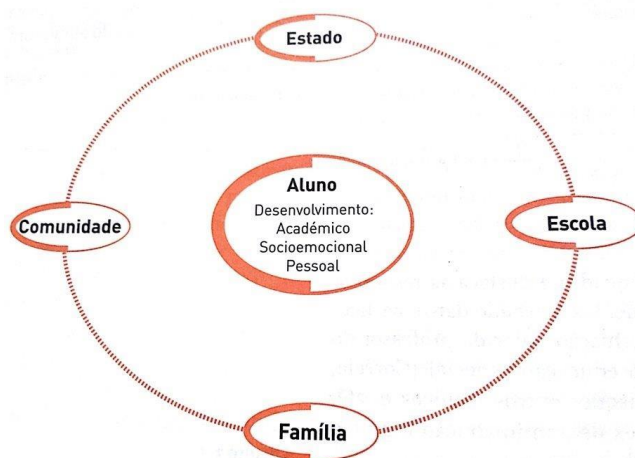 Estado
Aluno
Desenvolvimento:
Académico
Socioemocional
Pessoal
Comunidade
Escola
Família